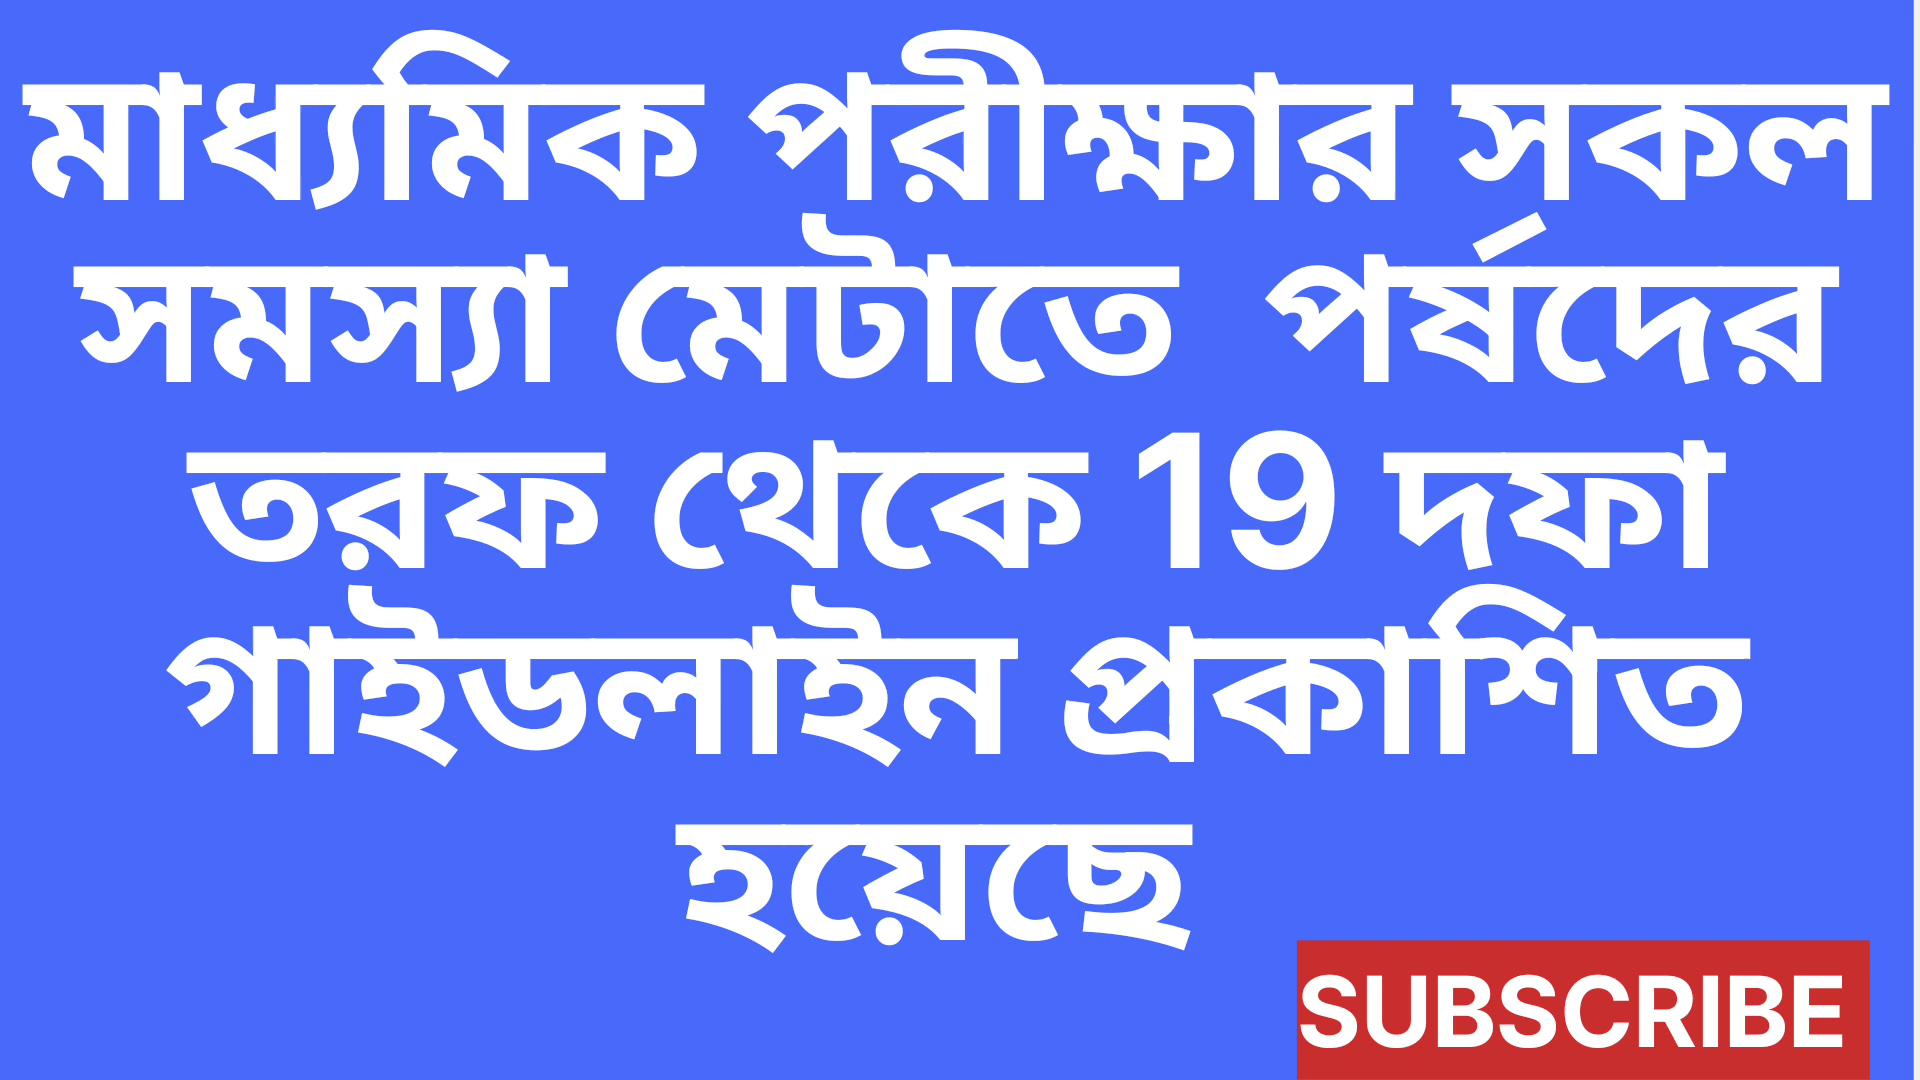 মাধ্যমিক পরীক্ষার সকল
সমস্যা মেটাতে  পর্ষদের
তরফ থেকে 19 দফা
গাইডলাইন প্রকাশিত
হয়েছে
SUBSCRIBE